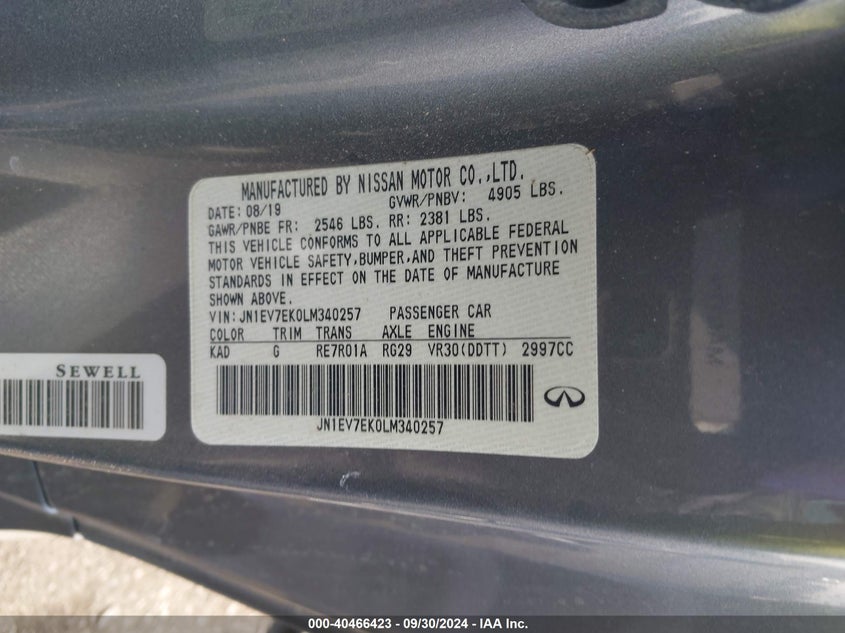 MANUFACTURED BY NISSAN MOTOR CO.,LTD.
DATE: 08/19 GVWR/PNBV: 4905 LBS.
GAWR/PNBE FR: 2546 LBS. RR: 2381 LBS.
THIS VEHICLE CONFORMS TO ALL APPLICABLE FEDERAL
MOTOR VEHICLE SAFETY,BUMPER,AND THEFT PREVENTION
STANDARDS IN EFFECT ON THE DATE OF MANUFACTURE
SHOWN ABOVE.
VIN: JN1EV7EK0LM340257 PASSENGER CAR
COLOR TRIM TRANS AXLE ENGINE
KAD G RE7R01A RG29 VR30(DDTT) 2997CC
JN1EV7EK0LM340257
SEWELL
000-40466423 - 09/30/2024 - IAA Inc.